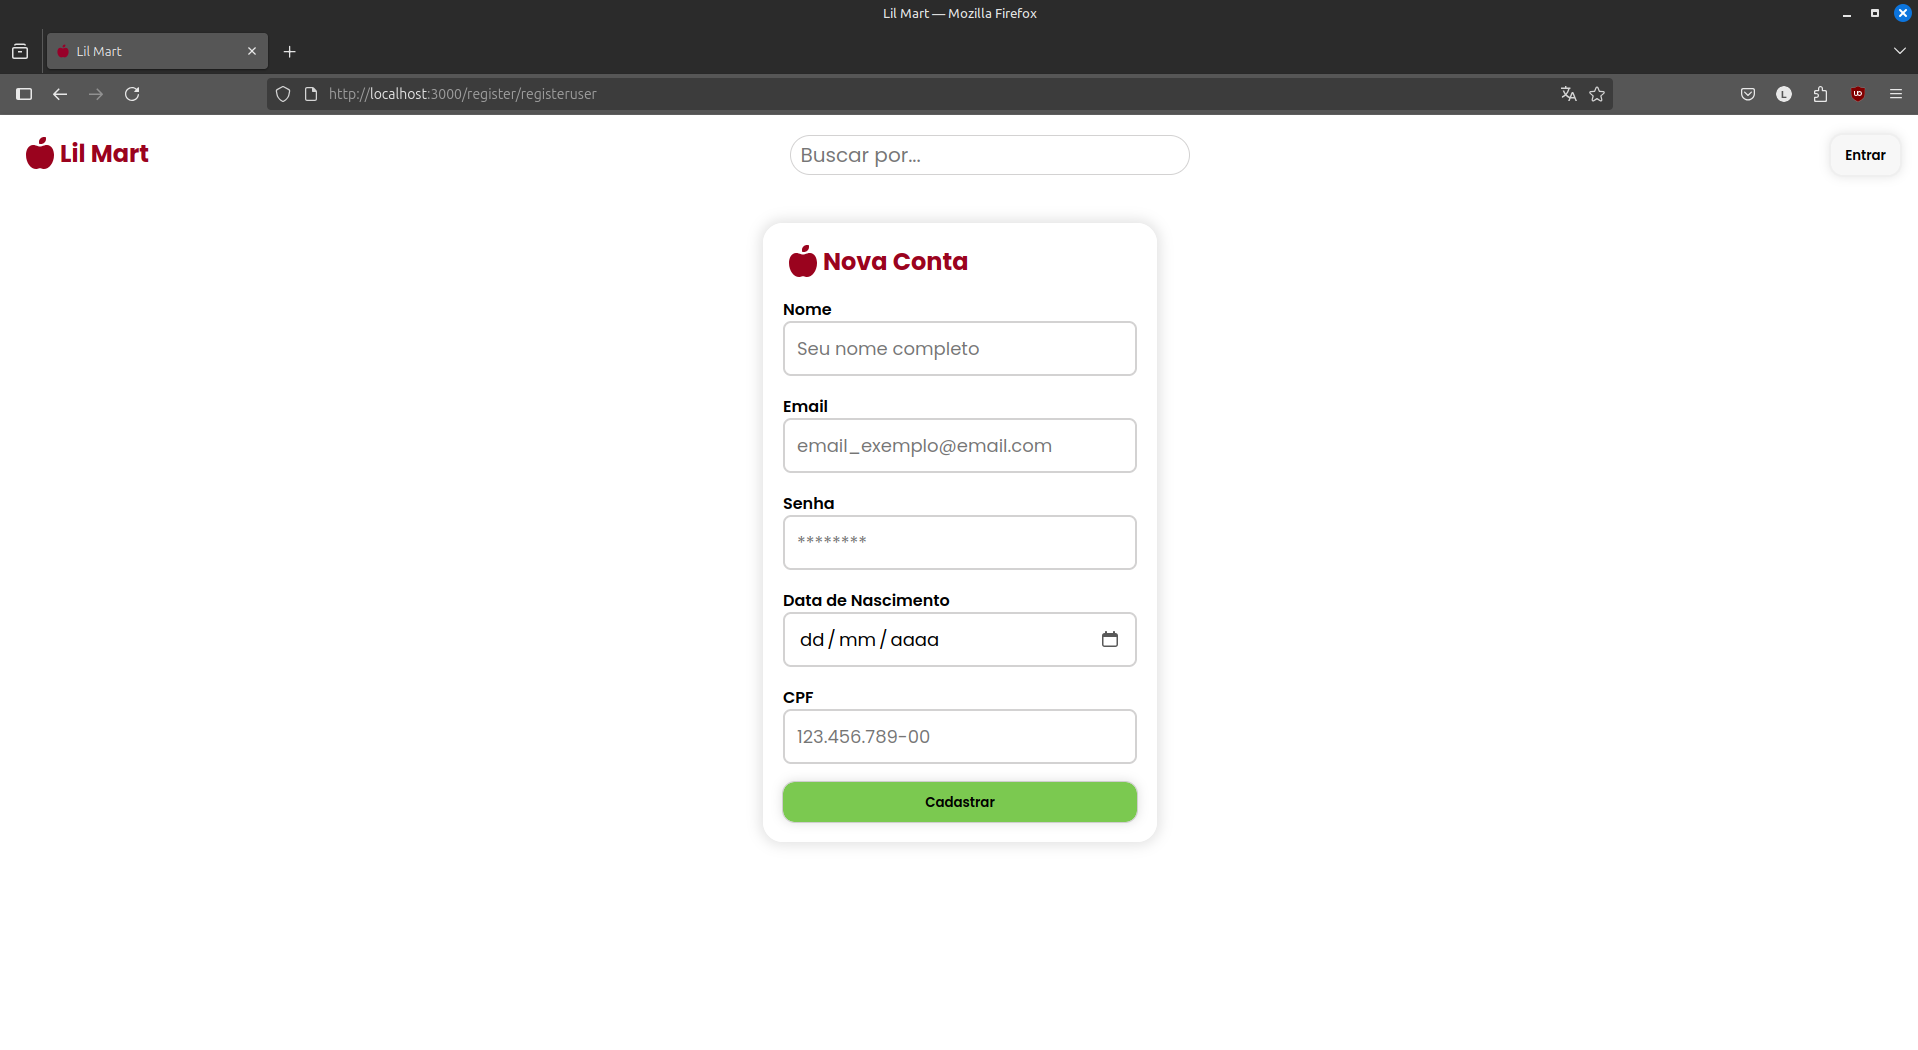 Lil Mart — Mozilla Firefox
Lil Mart
http://localhost:3000/register/registeruser
L
Lil Mart
Buscar por...
Entrar
Nova Conta
Nome
Seu nome completo
Email
email_exemplo@email.com
Senha
********
Data de Nascimento
dd/mm/aaaa
CPF
123.456.789-00
Cadastrar